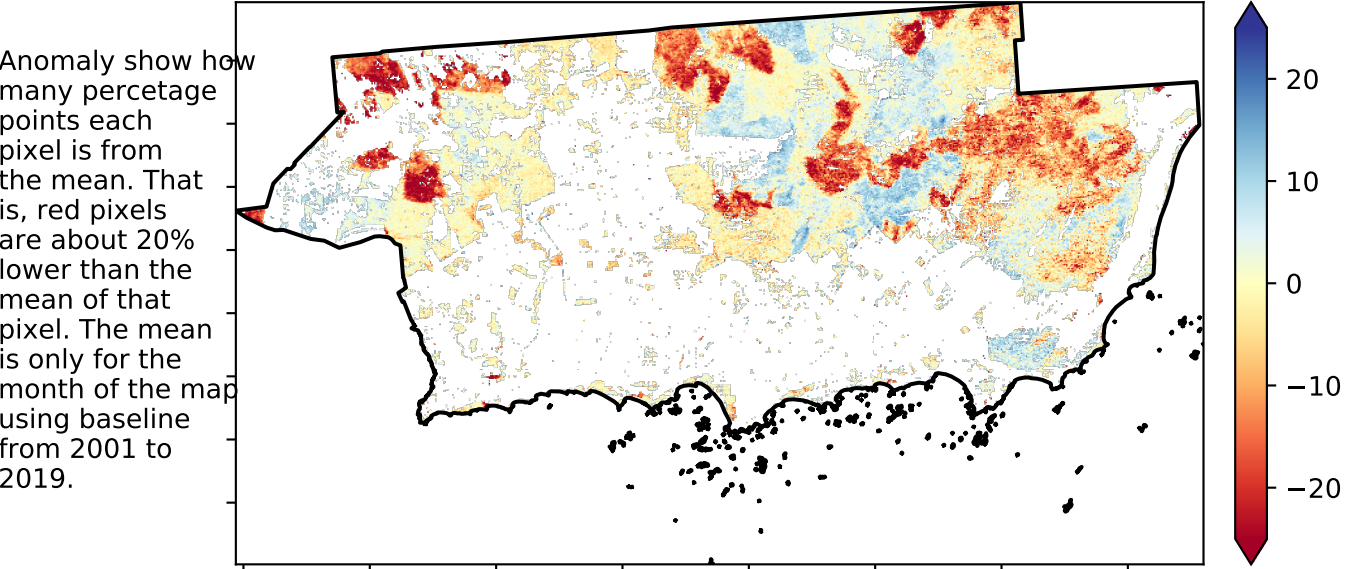 Anomaly show how
many percetage
points each
pixel is from
the mean. That
is, red pixels
are about 20%
lower than the
mean of that
pixel. The mean
is only for the
month of the map
using baseline
from 2001 to
2019.
20
10
0
−10
−20